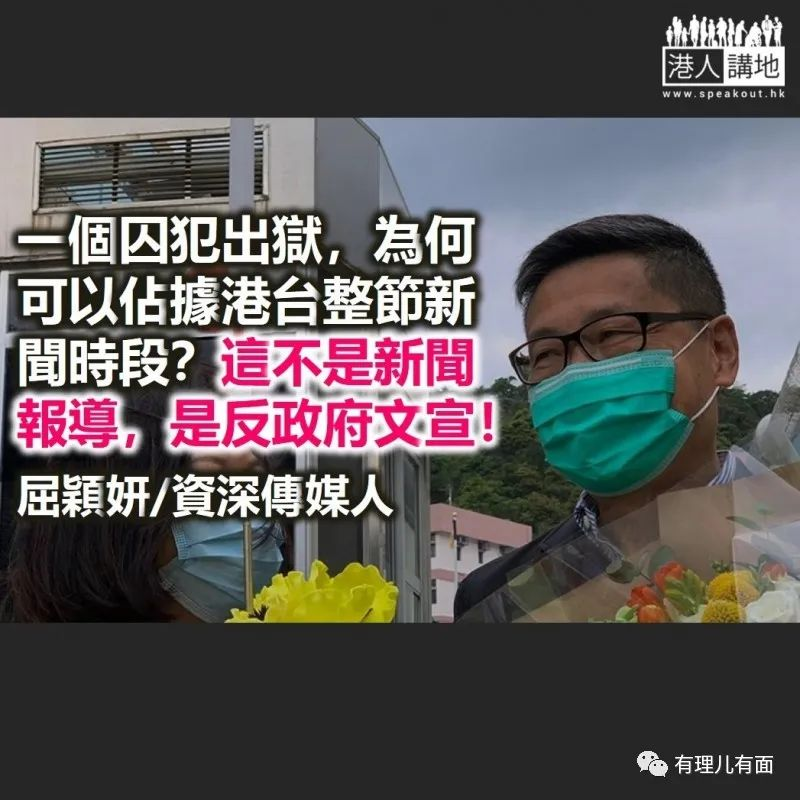 港人講地
www.speakout.hk
一個囚犯出獄，為何
可以佔據港台整節新
聞時段？這不是新聞
報導，是反政府文宣！
屈穎妍/資深傳媒人
有理儿有面